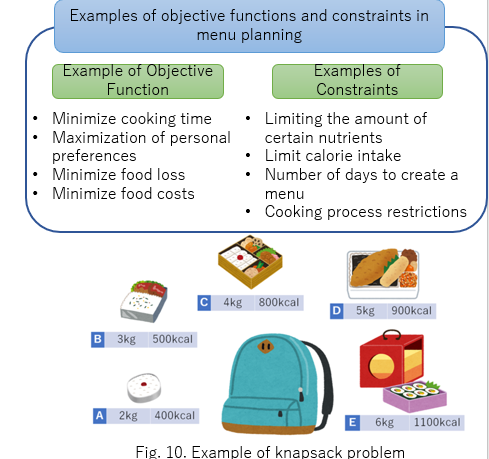 Examples of objective functions and constraints in
menu planning
Example of Objective
Function
• Minimize cooking time
• Maximization of personal
preferences
• Minimize food loss
• Minimize food costs
Examples of
Constraints
• Limiting the amount of
certain nutrients
• Limit calorie intake
• Number of days to create a
menu
• Cooking process restrictions
C 4kg 800kcal
D 5kg 900kcal
B 3kg 500kcal
A 2kg 400kcal
E 6kg 1100kcal
Fig. 10. Example of knapsack problem